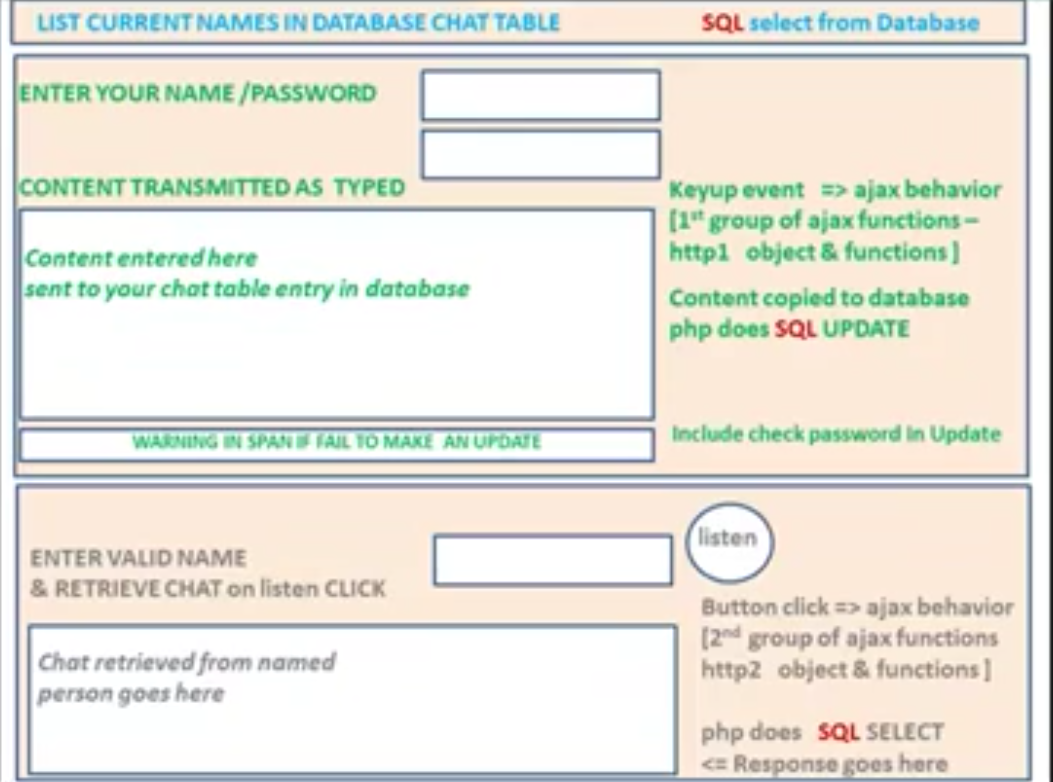 LIST CURRENT NAMES IN DATABASE CHAT TABLE SQL select from Database
ENTER YOUR NAME /PASSWORD
CONTENT TRANSMITTED AS TYPED
Content entered here
sent to your chat table entry in database
Keyup event => ajax behavior
[1st group of ajax functions –
http1 object & functions ]
Content copied to database
php does SQL UPDATE
WARNING IN SPAN IF FAIL TO MAKE AN UPDATE
Include check password In Update
ENTER VALID NAME
& RETRIEVE CHAT on listen CLICK
listen
Chat retrieved from named
person goes here
Button click => ajax behavior
[2nd group of ajax functions
http2 object & functions ]
php does SQL SELECT
<= Response goes here